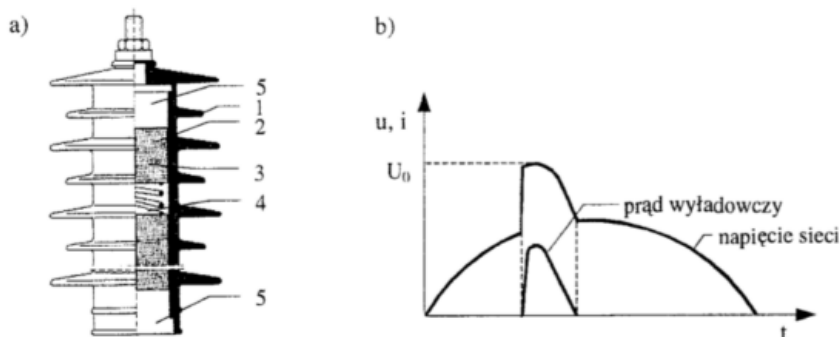 a)
5
1
2
3
4
5
b)
u, i
U₀
prąd wyładowczy
napięcie sieci
t